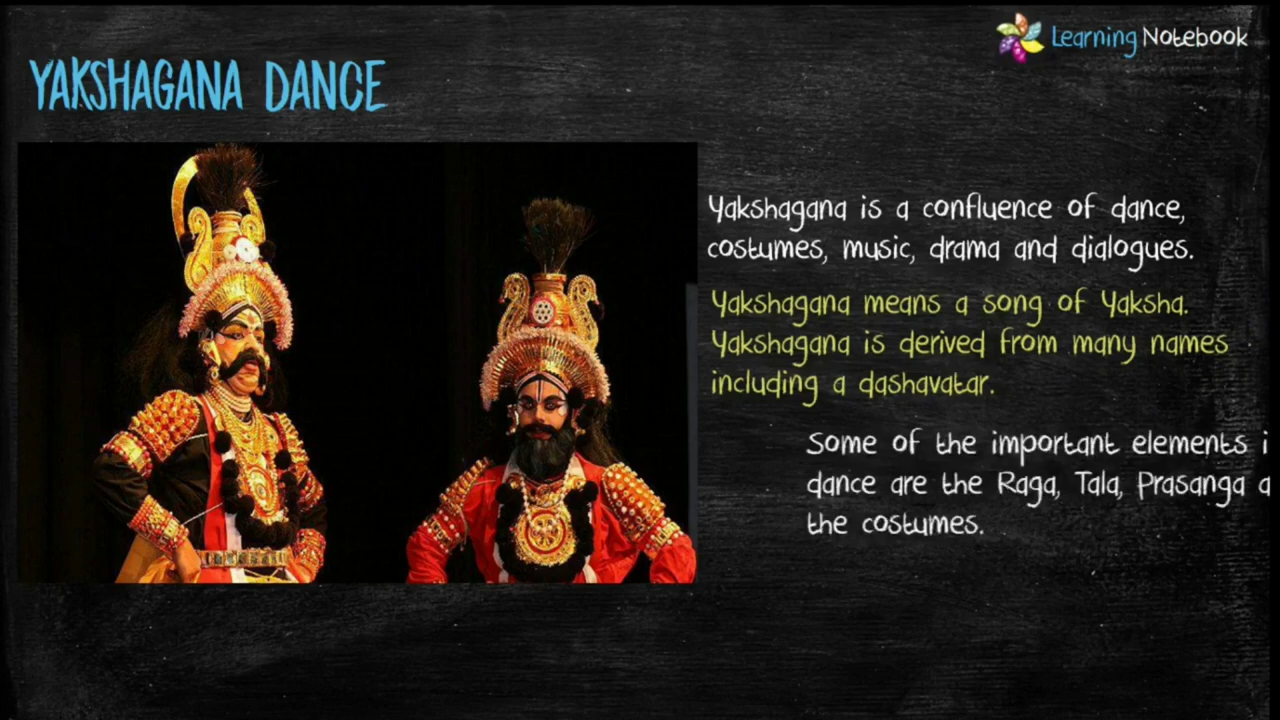 Learning Notebook
YAKSHAGANA DANCE
Yakshagana is a confluence of dance,
costumes, music, drama and dialogues.
Yakshagana means a song of Yaksha.
Yakshagana is derived from many names
including a dashavatar.
Some of the important elements i
dance are the Raga, Tala, Prasanga a
the costumes.